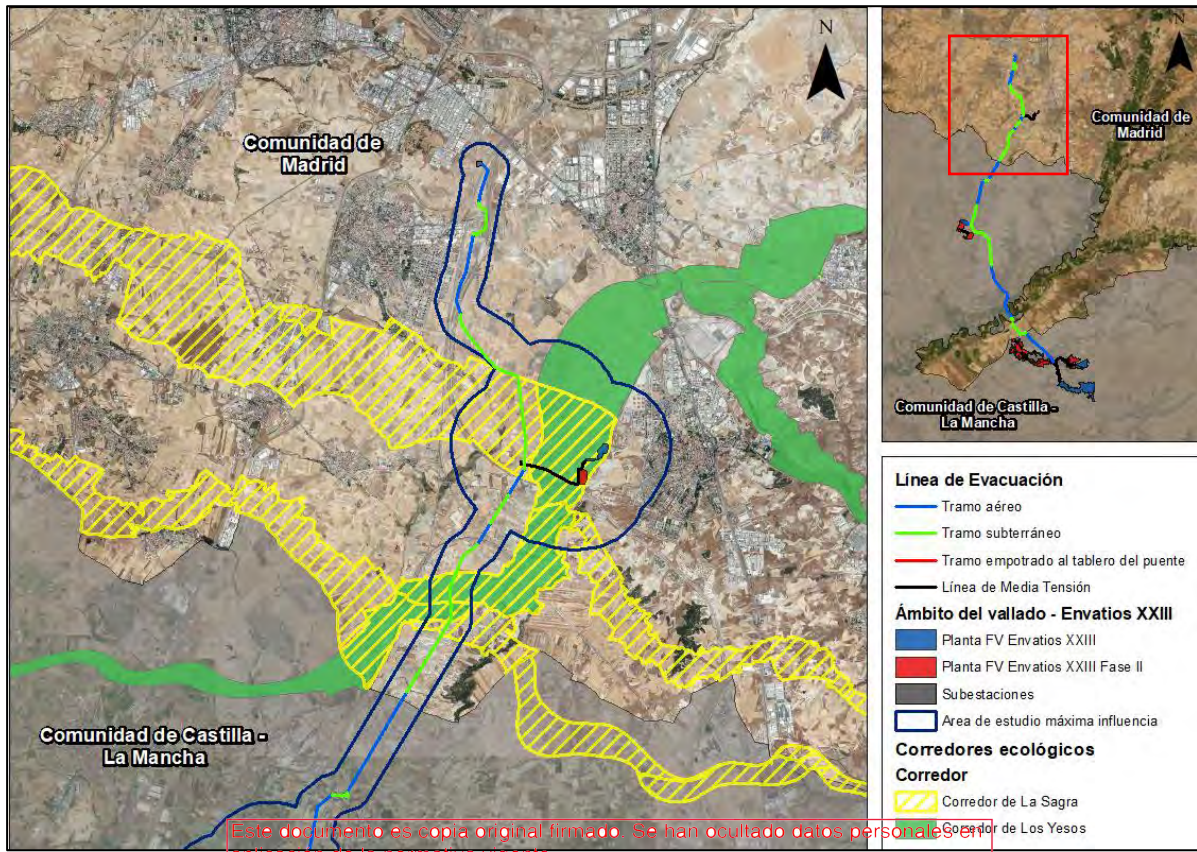 N
Comunidad de
Madrid
Comunidad de Castilla -
La Mancha
N
Comunidad de
Madrid
Comunidad de Castilla -
La Mancha
Línea de Evacuación
Tramo aéreo
Tramo subterráneo
Tramo empotrado al tablero del puente
Línea de Media Tensión
Ámbito del vallado - Envatios XXIII
Planta FV Envatios XXIII
Planta FV Envatios XXIII Fase II
Subestaciones
Area de estudio máxima influencia
Corredores ecológicos
Corredor
Corredor de La Sagra
Corredor de Los Yesos
Este documento es copia original firmado. Se han ocultado datos personales en